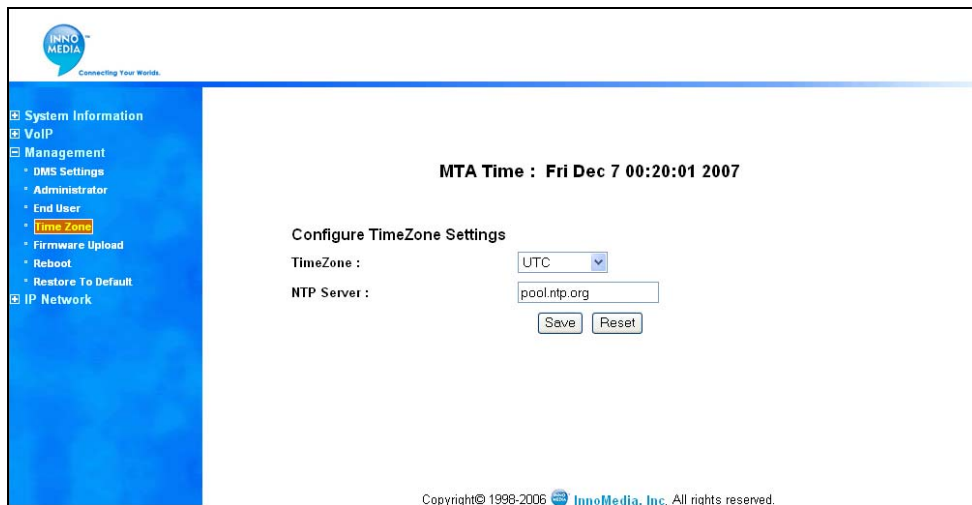 INNO
MEDIA
Connecting Your Worlds.
System Information
VoIP
Management
DMS Settings
Administrator
End User
Time Zone
Firmware Upload
Reboot
Restore To Default
IP Network
MTA Time : Fri Dec 7 00:20:01 2007
Configure TimeZone Settings
TimeZone : UTC
NTP Server : pool.ntp.org
Save Reset
Copyright© 1998-2006 InnoMedia, Inc. All rights reserved.